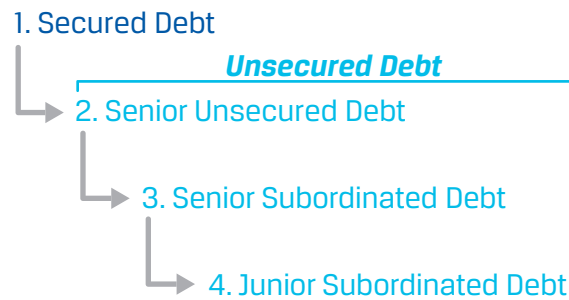 1. Secured Debt
Unsecured Debt
2. Senior Unsecured Debt
3. Senior Subordinated Debt
4. Junior Subordinated Debt